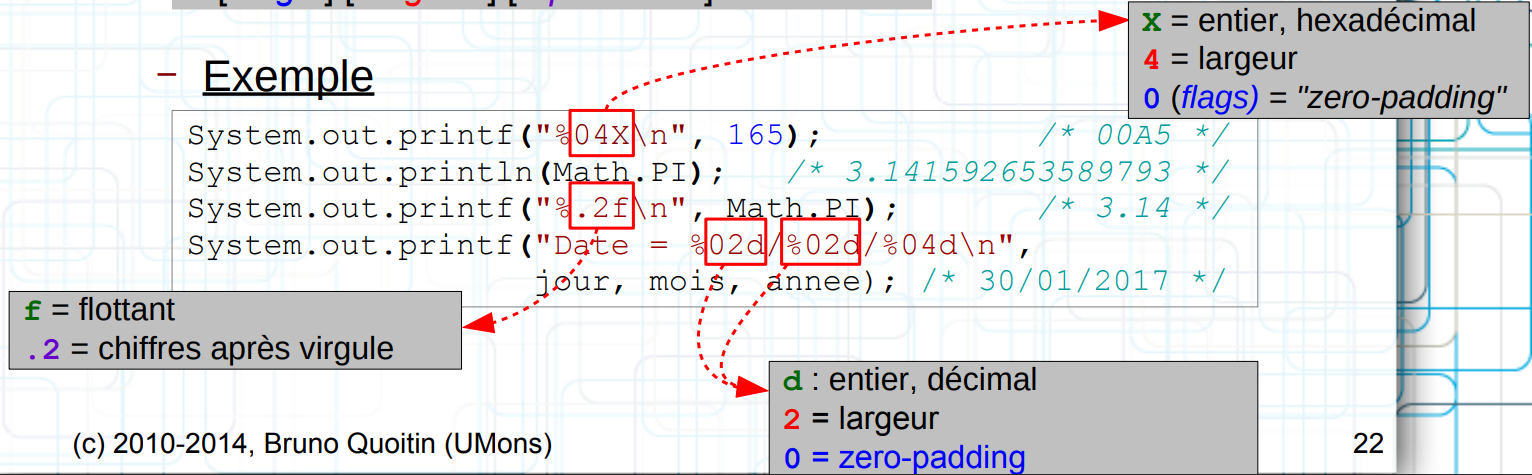 x = entier, hexadécimal
4 = largeur
0 (flags) = "zero-padding"
– Exemple
System.out.printf("%04X\n", 165); /* 00A5 */
System.out.println(Math.PI); /* 3.141592653589793 */
System.out.printf("%.2f\n", Math.PI); /* 3.14 */
System.out.printf("Date = %02d/%02d/%04d\n",
jour, mois, annee); /* 30/01/2017 */
f = flottant
.2 = chiffres après virgule
d : entier, décimal
2 = largeur
0 = zero-padding
(c) 2010-2014, Bruno Quoitin (UMons)
22